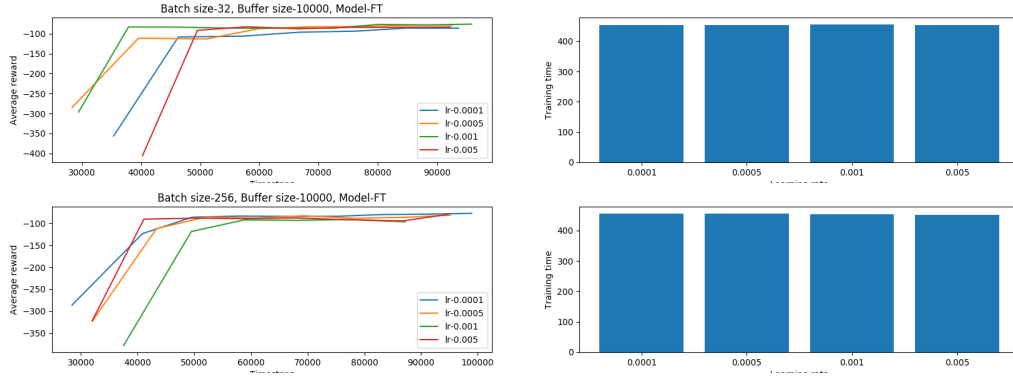 Batch size-32, Buffer size-10000, Model-FT
Average reward
−100
−150
−200
−250
−300
−350
−400
30000 40000 50000 60000 70000 80000 90000
lr-0.0001
lr-0.0005
lr-0.001
lr-0.005
Training time
400
300
200
100
0
0.0001 0.0005 0.001 0.005
Batch size-256, Buffer size-10000, Model-FT
Average reward
−100
−150
−200
−250
−300
−350
30000 40000 50000 60000 70000 80000 90000 100000
lr-0.0001
lr-0.0005
lr-0.001
lr-0.005
Training time
400
300
200
100
0
0.0001 0.0005 0.001 0.005